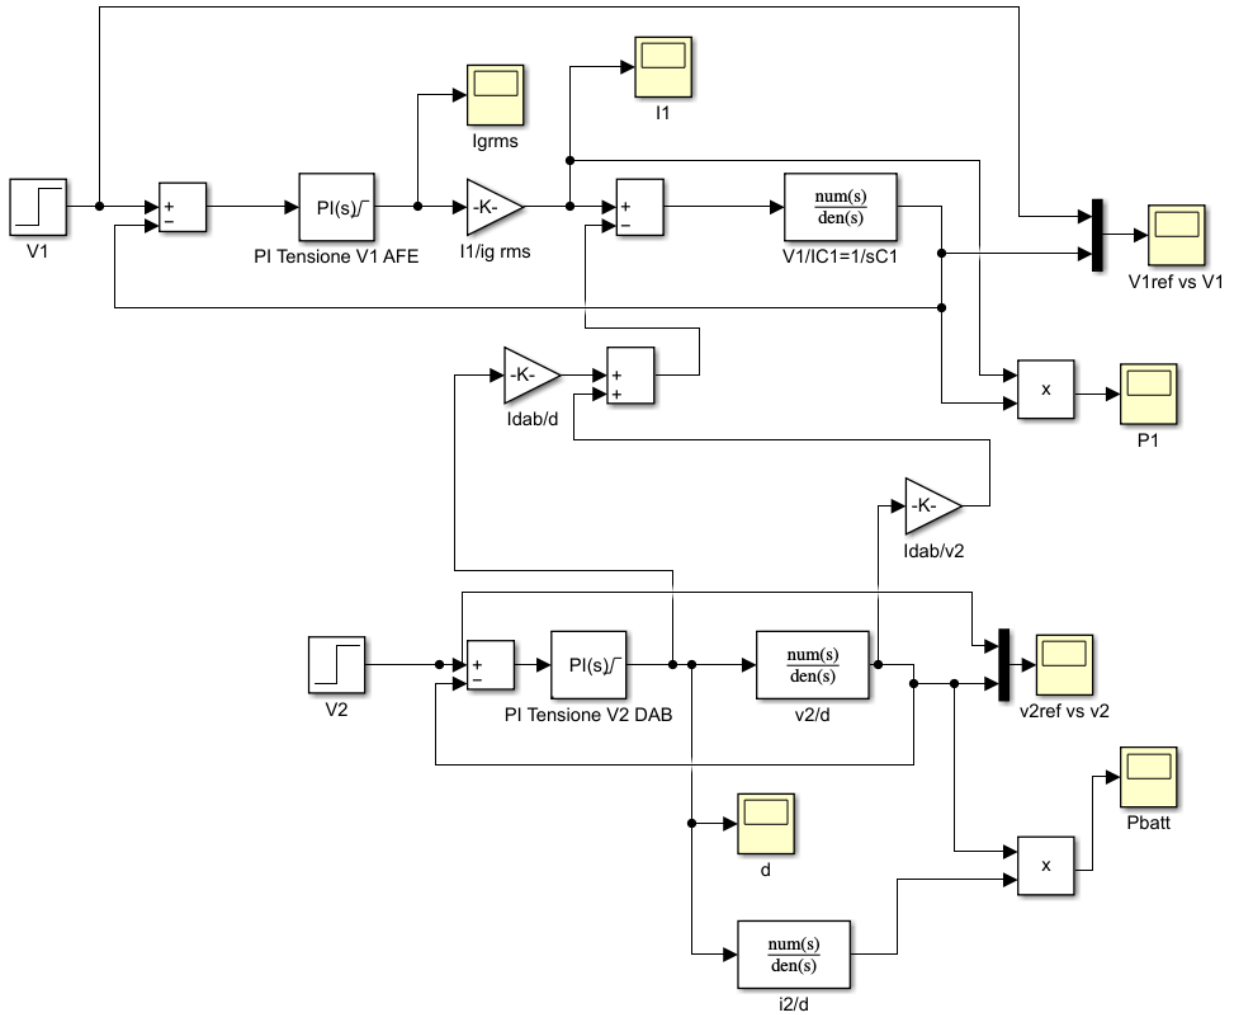 I1
Igrms
V1
+
−
PI(s)
PI Tensione V1 AFE
-K-
I1/ig rms
+
−
num(s)
den(s)
V1/IC1=1/sC1
V1ref vs V1
-K-
Idab/d
+
+
x
P1
-K-
Idab/v2
V2
+
−
PI(s)
PI Tensione V2 DAB
num(s)
den(s)
v2/d
v2ref vs v2
Pbatt
d
x
num(s)
den(s)
i2/d